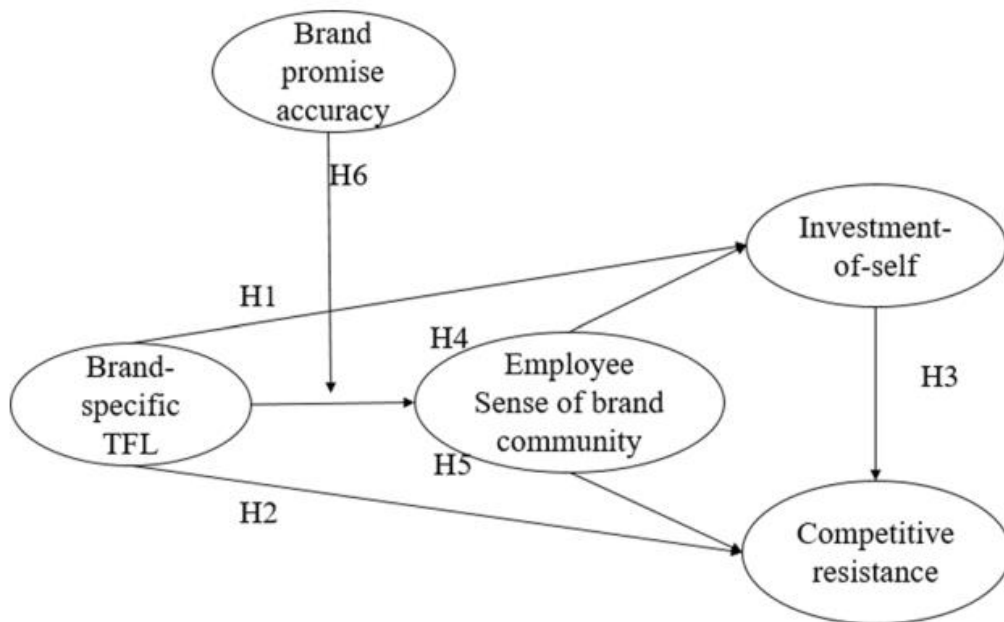 Brand
promise
accuracy
H6
Investment-
of-self
H1
H4
Brand-
specific
TFL
Employee
Sense of brand
community
H3
H5
H2
Competitive
resistance